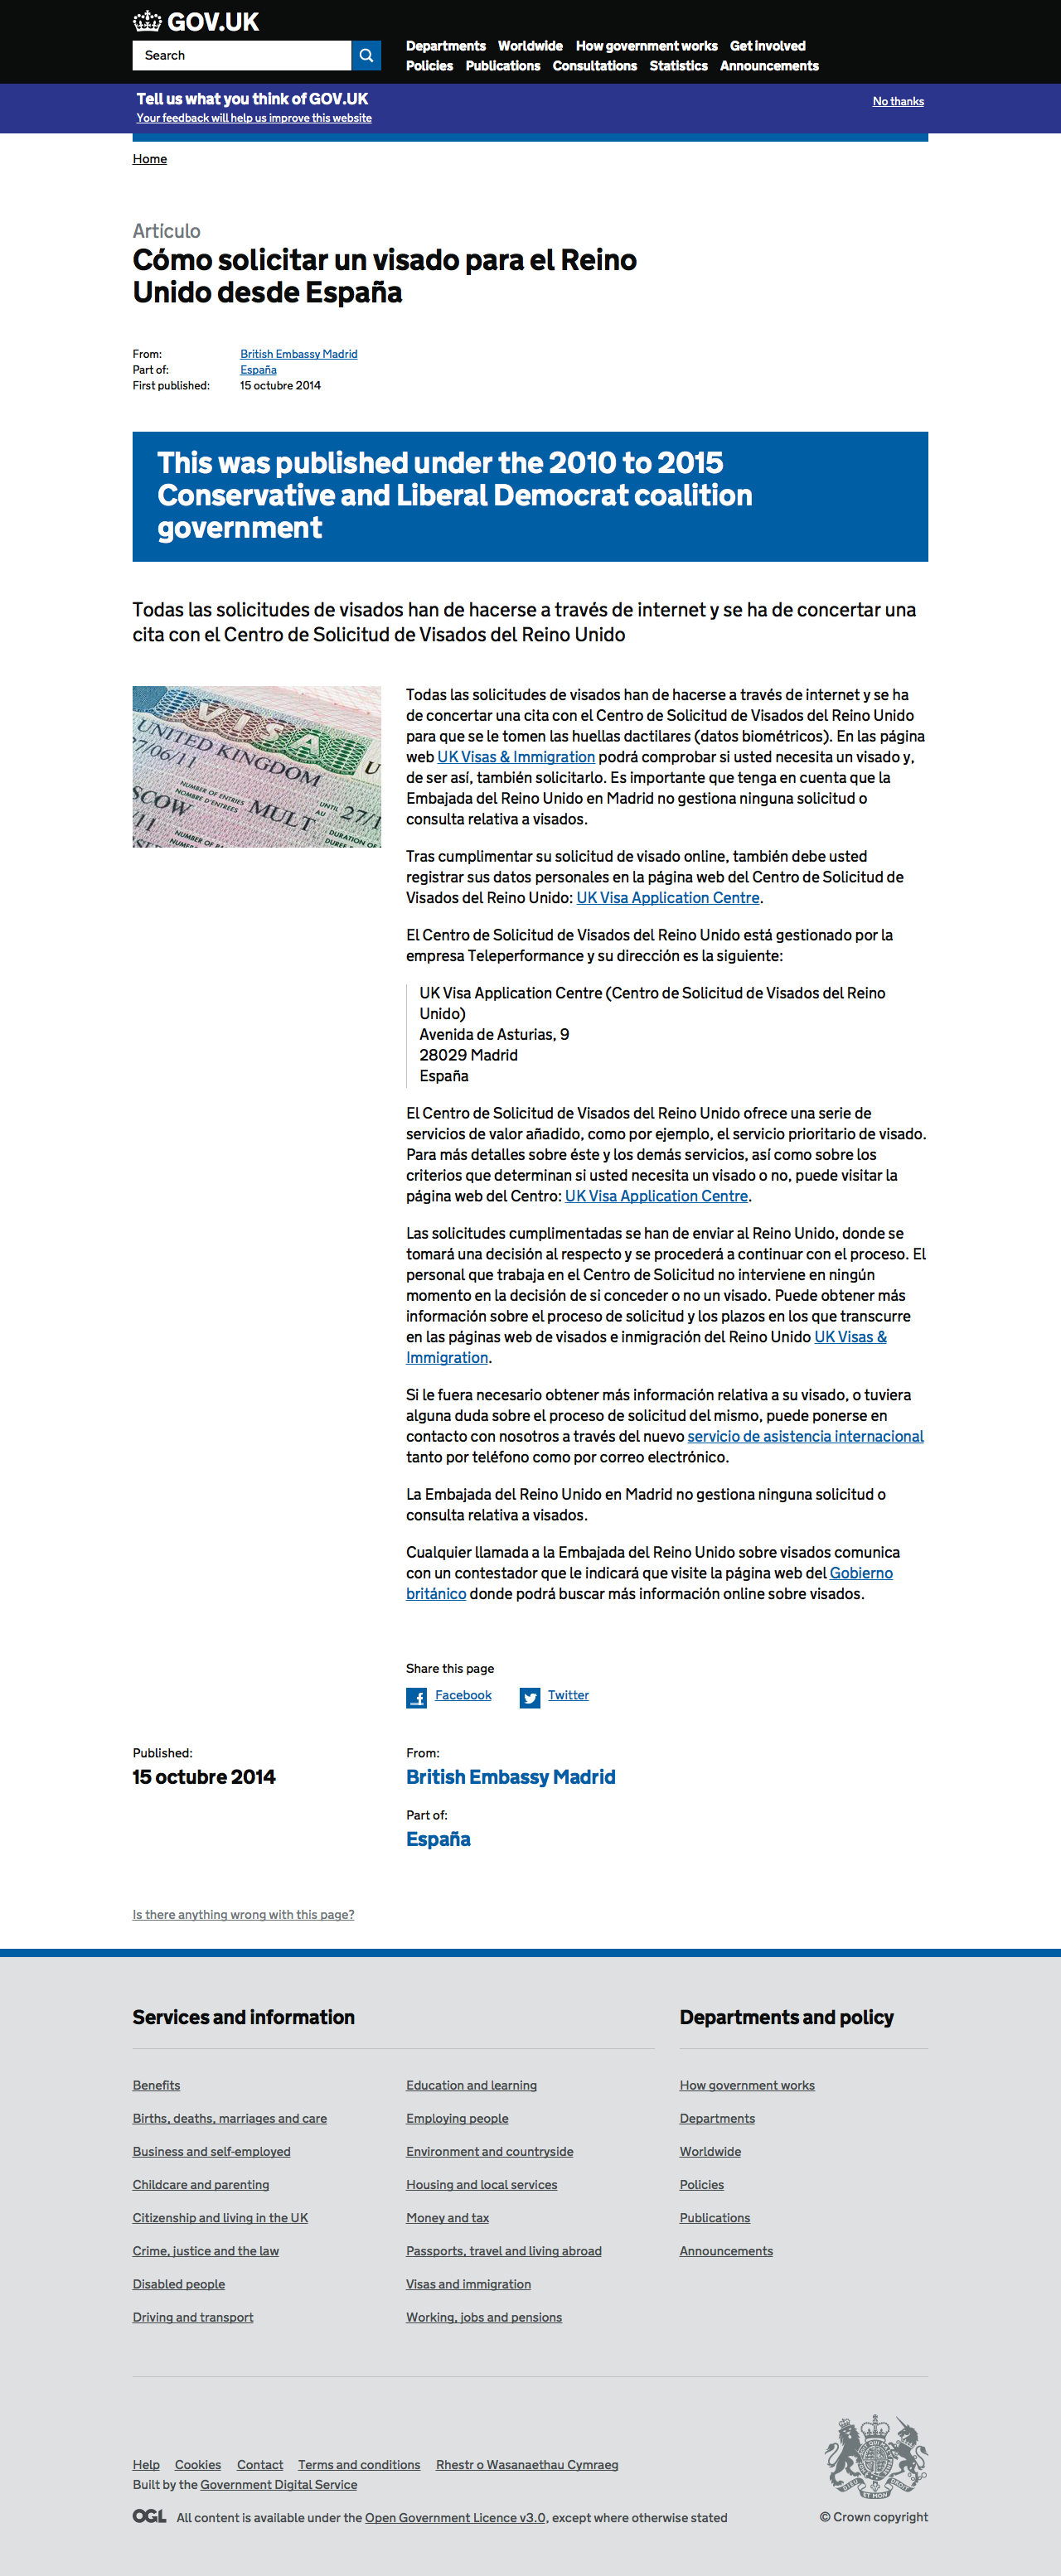 GOV.UK
Search
Departments Worldwide How government works Get involved
Policies Publications Consultations Statistics Announcements
Tell us what you think of GOV.UK
Your feedback will help us improve this website
No thanks
Home
Artículo
Cómo solicitar un visado para el Reino
Unido desde España
From: British Embassy Madrid
Part of: España
First published: 15 octubre 2014
This was published under the 2010 to 2015
Conservative and Liberal Democrat coalition
government
Todas las solicitudes de visados han de hacerse a través de internet y se ha de concertar una
cita con el Centro de Solicitud de Visados del Reino Unido
VISA
UNITED KINGDOM
27/06/11
U
NUMBER OF ENTRIES
NOMBRE D'ENTREES
MULT
UNTIL
AU
27/1
SCOW
/11
DURATION OF
Todas las solicitudes de visados han de hacerse a través de internet y se ha
de concertar una cita con el Centro de Solicitud de Visados del Reino Unido
para que se le tomen las huellas dactilares (datos biométricos). En las página
web UK Visas & Immigration podrá comprobar si usted necesita un visado y,
de ser así, también solicitarlo. Es importante que tenga en cuenta que la
Embajada del Reino Unido en Madrid no gestiona ninguna solicitud o
consulta relativa a visados.
Tras cumplimentar su solicitud de visado online, también debe usted
registrar sus datos personales en la página web del Centro de Solicitud de
Visados del Reino Unido: UK Visa Application Centre.
El Centro de Solicitud de Visados del Reino Unido está gestionado por la
empresa Teleperformance y su dirección es la siguiente:
UK Visa Application Centre (Centro de Solicitud de Visados del Reino
Unido)
Avenida de Asturias, 9
28029 Madrid
España
El Centro de Solicitud de Visados del Reino Unido ofrece una serie de
servicios de valor añadido, como por ejemplo, el servicio prioritario de visado.
Para más detalles sobre éste y los demás servicios, así como sobre los
criterios que determinan si usted necesita un visado o no, puede visitar la
página web del Centro: UK Visa Application Centre.
Las solicitudes cumplimentadas se han de enviar al Reino Unido, donde se
tomará una decisión al respecto y se procederá a continuar con el proceso. El
personal que trabaja en el Centro de Solicitud no interviene en ningún
momento en la decisión de si conceder o no un visado. Puede obtener más
información sobre el proceso de solicitud y los plazos en los que transcurre
en las páginas web de visados e inmigración del Reino Unido UK Visas &
Immigration.
Si le fuera necesario obtener más información relativa a su visado, o tuviera
alguna duda sobre el proceso de solicitud del mismo, puede ponerse en
contacto con nosotros a través del nuevo servicio de asistencia internacional
tanto por teléfono como por correo electrónico.
La Embajada del Reino Unido en Madrid no gestiona ninguna solicitud o
consulta relativa a visados.
Cualquier llamada a la Embajada del Reino Unido sobre visados comunica
con un contestador que le indicará que visite la página web del Gobierno
británico donde podrá buscar más información online sobre visados.
Share this page
Facebook Twitter
Published:
15 octubre 2014
From:
British Embassy Madrid
Part of:
España
Is there anything wrong with this page?
Services and information
Benefits
Births, deaths, marriages and care
Business and self-employed
Childcare and parenting
Citizenship and living in the UK
Crime, justice and the law
Disabled people
Driving and transport
Education and learning
Employing people
Environment and countryside
Housing and local services
Money and tax
Passports, travel and living abroad
Visas and immigration
Working, jobs and pensions
Departments and policy
How government works
Departments
Worldwide
Policies
Publications
Announcements
Help Cookies Contact Terms and conditions Rhestr o Wasanaethau Cymraeg
Built by the Government Digital Service
OGL All content is available under the Open Government Licence v3.0, except where otherwise stated
© Crown copyright